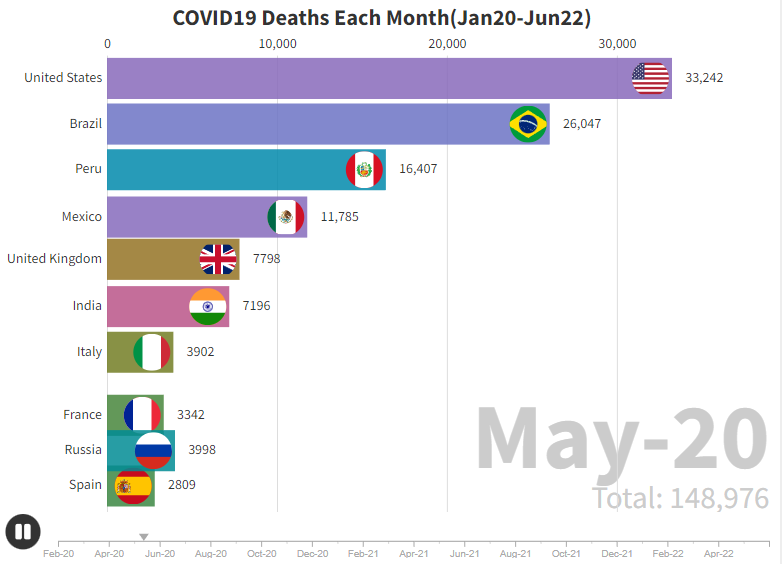 COVID19 Deaths Each Month(Jan20-Jun22)
0 10,000 20,000 30,000
United States 33,242
Brazil 26,047
Peru 16,407
Mexico 11,785
United Kingdom 7798
India 7196
Italy 3902
France 3342
Russia 3998
Spain 2809
May-20
Total: 148,976
Feb-20 Apr-20 Jun-20 Aug-20 Oct-20 Dec-20 Feb-21 Apr-21 Jun-21 Aug-21 Oct-21 Dec-21 Feb-22 Apr-22